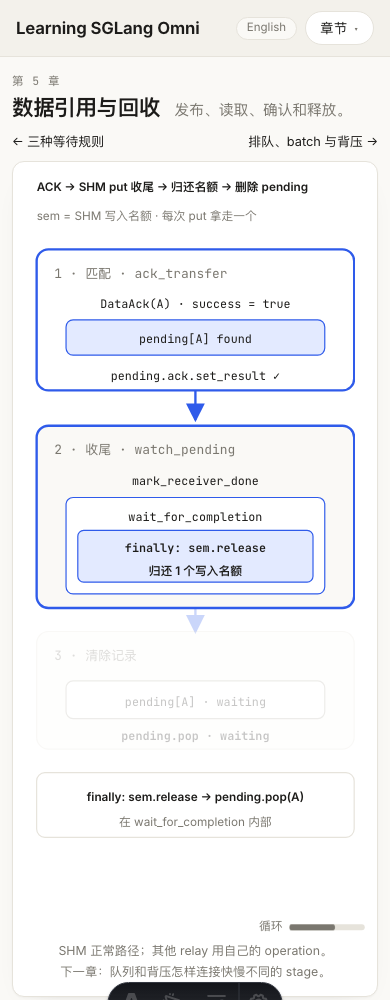 Learning SGLang Omni
English
章节
第 5 章
数据引用与回收 发布、读取、确认和释放。
← 三种等待规则
排队、batch 与背压 →
ACK → SHM put 收尾 → 归还名额 → 删除 pending
sem = SHM 写入名额 · 每次 put 拿走一个
1 · 匹配 · ack_transfer
DataAck(A) · success = true
pending[A] found
pending.ack.set_result ✓
2 · 收尾 · watch_pending
mark_receiver_done
wait_for_completion
finally: sem.release
归还 1 个写入名额
3 · 清除记录
pending[A] · waiting
pending.pop · waiting
finally: sem.release → pending.pop(A)
在 wait_for_completion 内部
循环
SHM 正常路径；其他 relay 用自己的 operation。
下一章：队列和背压怎样连接快慢不同的 stage。